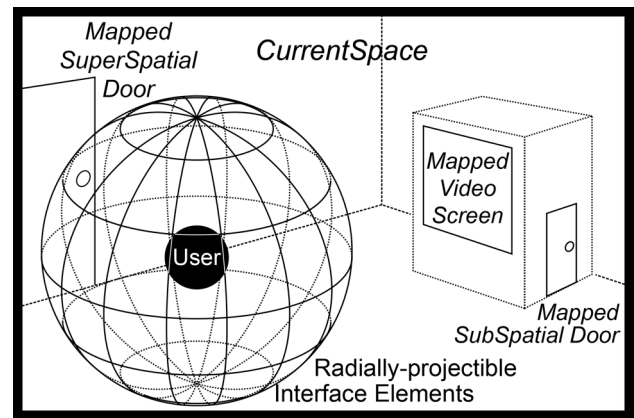 Mapped
SuperSpatial
Door
CurrentSpace
Mapped
Video
Screen
User
Mapped
SubSpatial Door
Radially-projectible
Interface Elements